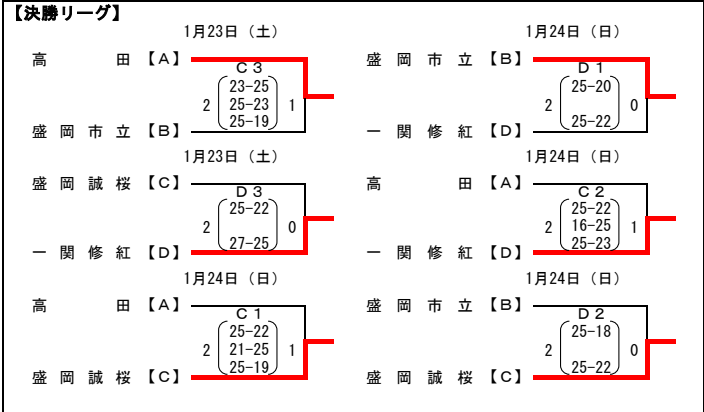 【決勝リーグ】
1月23日（土）
高 田 【A】
C3
23-25
2 25-23 1
25-19
盛岡市立 【B】
1月24日（日）
盛岡市立 【B】
D1
25-20
2 0
25-22
一関修紅 【D】
1月23日（土）
盛岡誠桜 【C】
D3
25-22
2 0
27-25
一関修紅 【D】
1月24日（日）
高 田 【A】
C2
25-22
2 16-25 1
25-23
一関修紅 【D】
1月24日（日）
高 田 【A】
C1
25-22
2 21-25 1
25-19
盛岡誠桜 【C】
1月24日（日）
盛岡市立 【B】
D2
25-18
2 0
25-22
盛岡誠桜 【C】